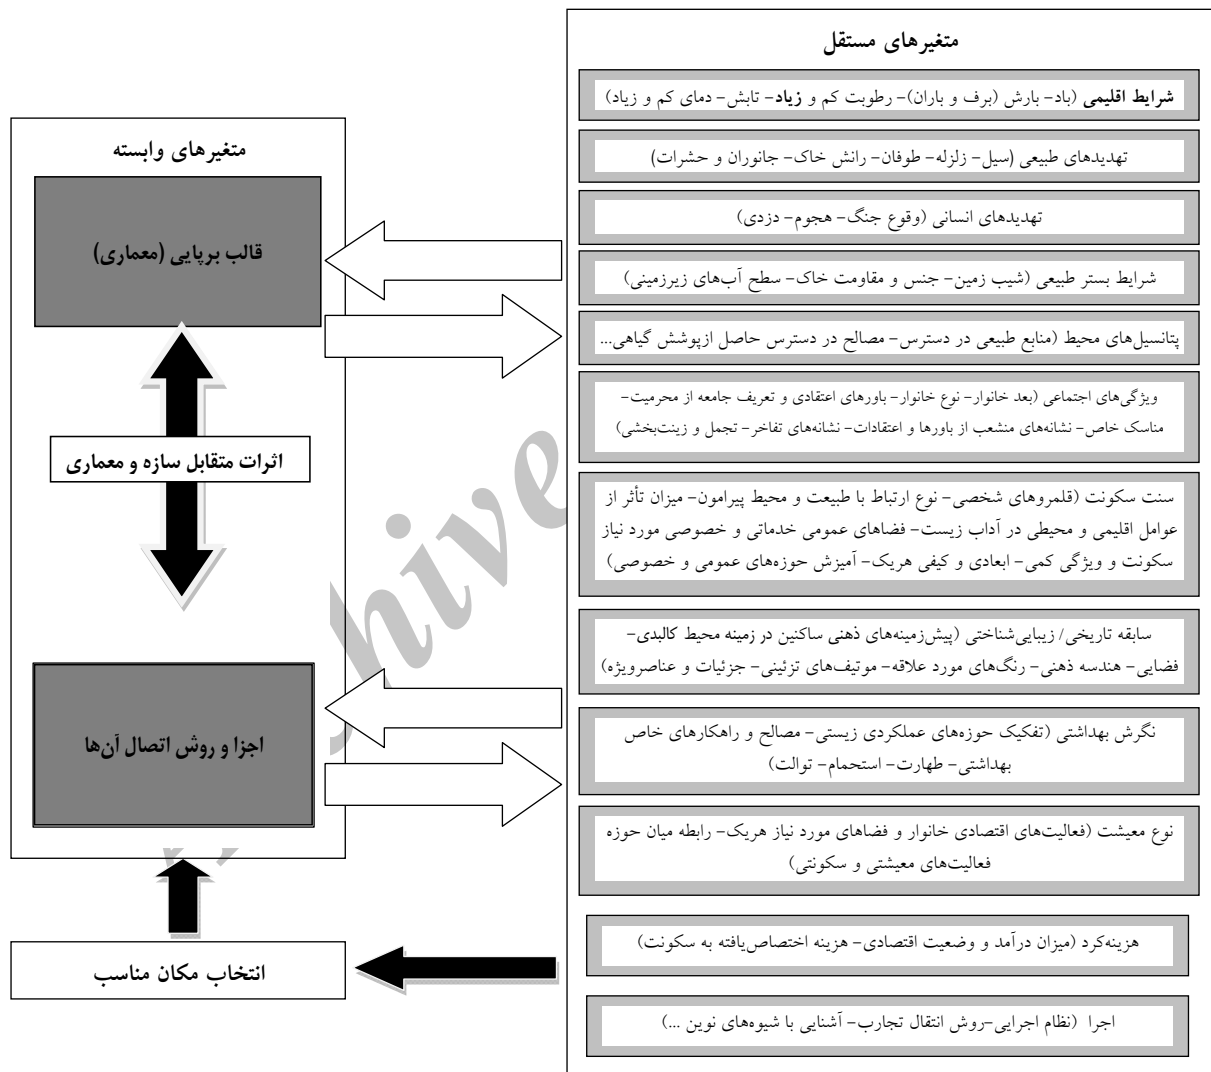 متغیرهای مستقل
شرایط اقلیمی (باد- بارش (برف و باران)- رطوبت کم و زیاد- تابش- دمای کم و زیاد)
تهدیدهای طبیعی (سیل- زلزله- طوفان- رانش خاک- جانوران و حشرات)
تهدیدهای انسانی (وقوع جنگ- هجوم- دزدی)
شرایط بستر طبیعی (شیب زمین- جنس و مقاومت خاک- سطح آب‌های زیرزمینی)
پتانسیل‌های محیط (منابع طبیعی در دسترس- مصالح در دسترس حاصل ازپوشش گیاهی...
ویژگی‌های اجتماعی (بعد خانوار- نوع خانوار- باورهای اعتقادی و تعریف جامعه از محرمیت-
مناسک خاص- نشانه‌های منشعب از باورها و اعتقادات- نشانه‌های تفاخر- تجمل و زینت‌بخشی)
سنت سکونت (قلمروهای شخصی- نوع ارتباط با طبیعت و محیط پیرامون- میزان تأثر از
عوامل اقلیمی و محیطی در آداب زیست- فضاهای عمومی خدماتی و خصوصی مورد نیاز
سکونت و ویژگی کمی- ابعادی و کیفی هریک- آمیزش حوزه‌های عمومی و خصوصی)
سابقه تاریخی/ زیبایی‌شناختی (پیش‌زمینه‌های ذهنی ساکنین در زمینه محیط کالبدی-
فضایی- هندسه ذهنی- رنگ‌های مورد علاقه- موتیف‌های تزئینی- جزئیات و عناصرویژه)
نگرش بهداشتی (تفکیک حوزه‌های عملکردی زیستی- مصالح و راهکارهای خاص
بهداشتی- طهارت- استحمام- توالت)
نوع معیشت (فعالیت‌های اقتصادی خانوار و فضاهای مورد نیاز هریک- رابطه میان حوزه
فعالیت‌های معیشتی و سکونتی)
هزینه‌کرد (میزان درآمد و وضعیت اقتصادی- هزینه اختصاص‌یافته به سکونت)
اجرا (نظام اجرایی-روش انتقال تجارب- آشنایی با شیوه‌های نوین ...)
متغیرهای وابسته
قالب برپایی (معماری)
اثرات متقابل سازه و معماری
اجزا و روش اتصال آن‌ها
انتخاب مکان مناسب